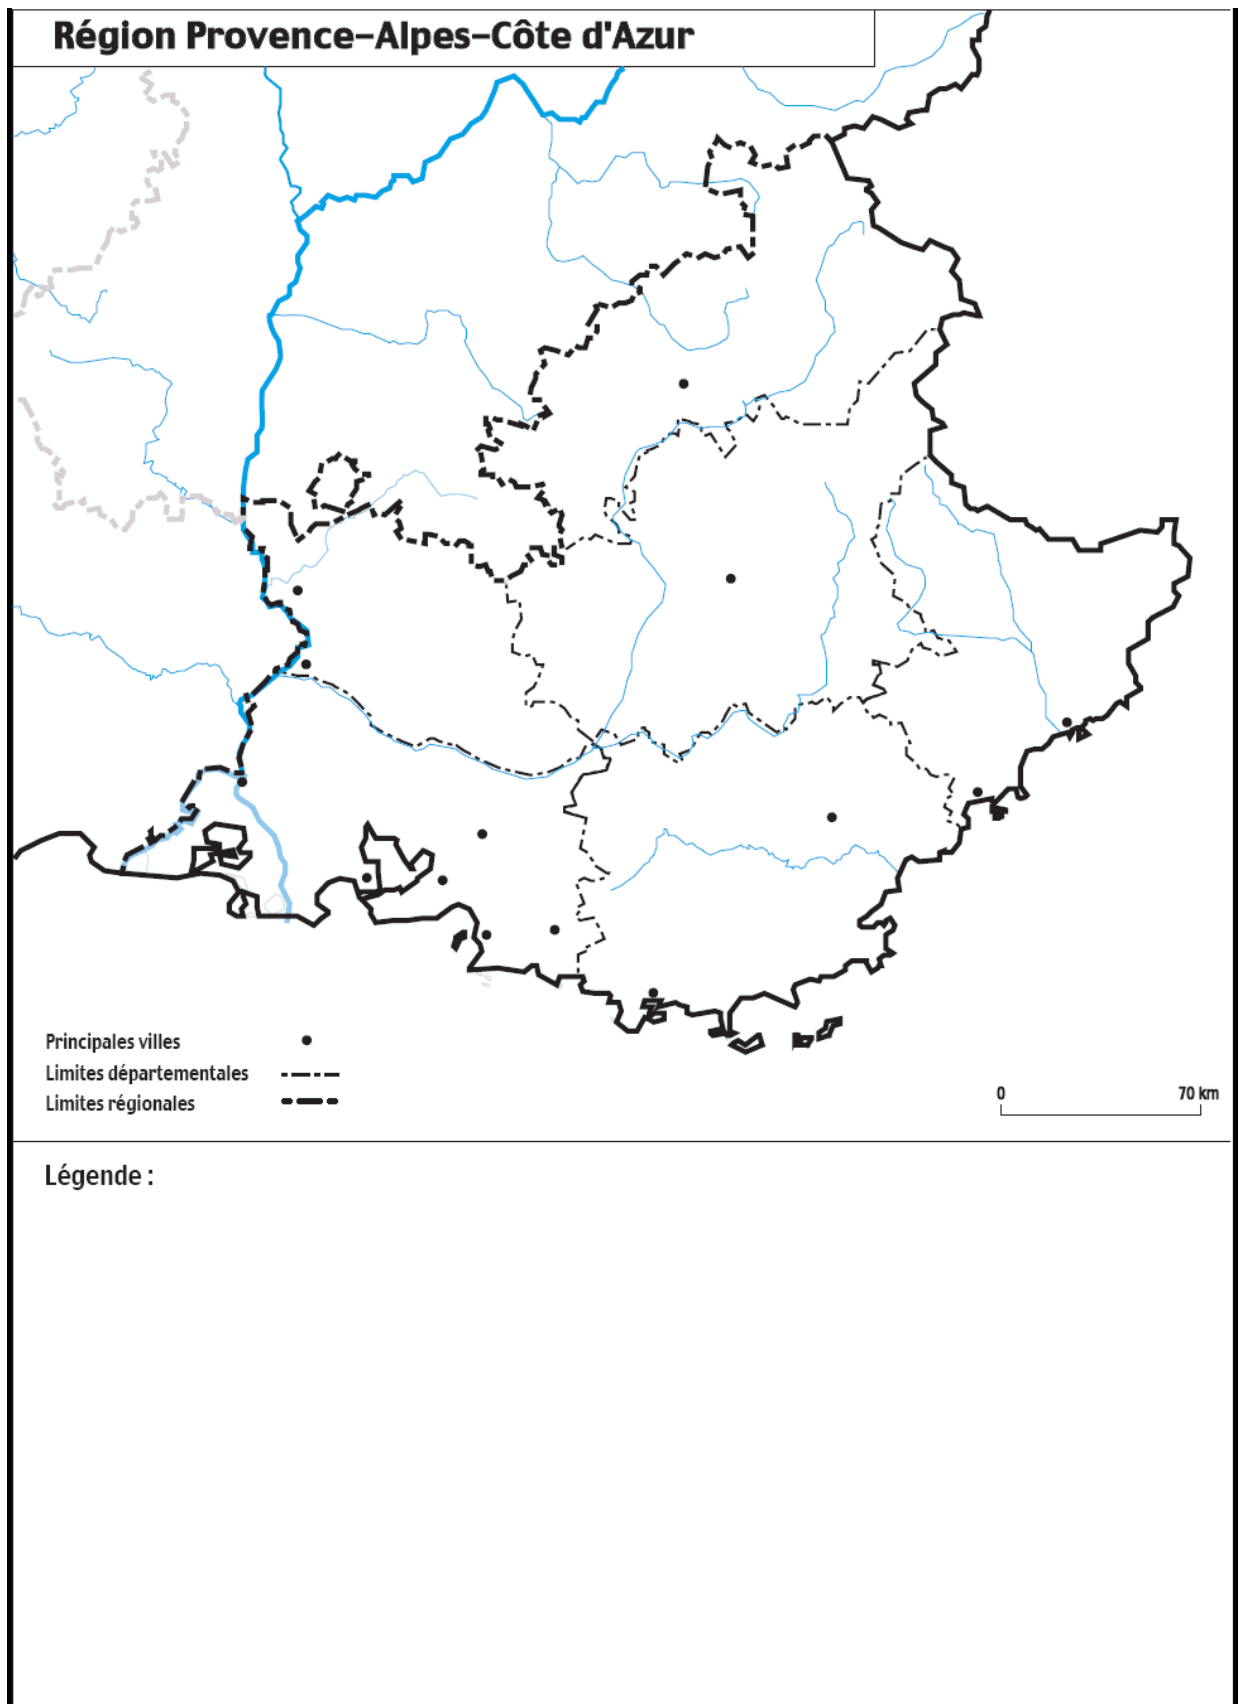 Région Provence-Alpes-Côte d'Azur
Principales villes
Limites départementales
Limites régionales
0 70 km
Légende :